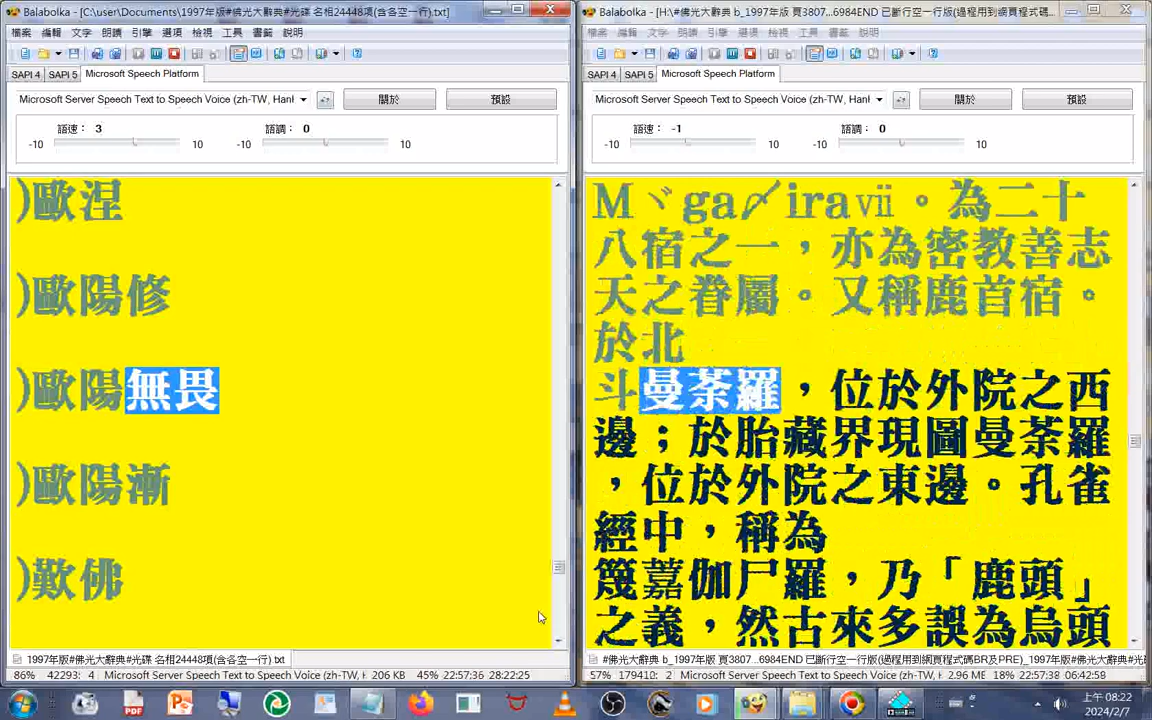 Balabolka - [C:\user\Documents\1997年版#佛光大辭典#光碟 名相24448項(含各空一行).txt]
檔案 編輯 文字 朗讀 引擎 選項 檢視 工具 書籤 說明
SAPI 4 SAPI 5 Microsoft Speech Platform
Microsoft Server Speech Text to Speech Voice (zh-TW, Hanl
關於
預設
語速： 3
語調： 0
-10 10 -10 10
)歐涅
)歐陽修
)歐陽無畏
)歐陽漸
)歎佛
1997年版#佛光大辭典#光碟 名相24448項(含各空一行).txt
86% 42293: 4 Microsoft Server Speech Text to Speech Voice (zh-TW, H 206 KB 45% 22:57:36 28:22:25
Balabolka - [H:\#佛光大辭典 b_1997年版 頁3807...6984END 已斷行空一行版(過程用到網頁程式碼...
檔案 編輯 文字 朗讀 引擎 選項 檢視 工具 書籤 說明
SAPI 4 SAPI 5 Microsoft Speech Platform
Microsoft Server Speech Text to Speech Voice (zh-TW, Hanl
關於
預設
語速： -1
語調： 0
-10 10 -10 10
Mヾga〆iraⅶ。為二十
八宿之一，亦為密教善志
天之眷屬。又稱鹿首宿。
於北
斗曼荼羅，位於外院之西
邊；於胎藏界現圖曼荼羅
，位於外院之東邊。孔雀
經中，稱為
篾嘉伽尸羅，乃「鹿頭」
之義，然古來多誤為烏頭
#佛光大辭典 b_1997年版 頁3807...6984END 已斷行空一行版(過程用到網頁程式碼BR及PRE)_1997年版#佛光大辭典#光
57% 179410: 2 Microsoft Server Speech Text to Speech Voice (zh-TW, H 2.96 ME 18% 22:57:38 06:42:58
上午 08:22
2024/2/7